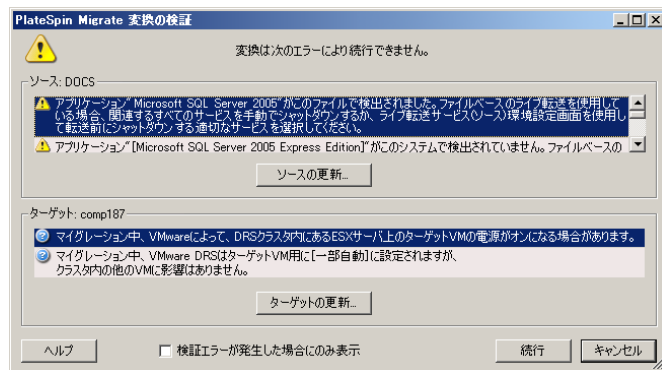 PlateSpin Migrate 変換の検証
変換は次のエラーにより続行できません。
ソース: DOCS
アプリケーション"Microsoft SQL Server 2005"がこのファイルで検出されました。ファイルベースのライブ転送を使用して
いる場合、関連するすべてのサービスを手動でシャットダウンするか、ライブ転送サービス(ソース)環境設定画面を使用し
て転送前にシャットダウンする適切なサービスを選択してください。
アプリケーション"[Microsoft SQL Server 2005 Express Edition]"がこのシステムで検出されていません。ファイルベースの
ソースの更新...
ターゲット: comp187
マイグレーション中、VMwareによって、DRSクラスタ内にあるESXサーバ上のターゲットVMの電源がオンになる場合があります。
マイグレーション中、VMware DRSはターゲットVM用に[一部自動]に設定されますが、
クラスタ内の他のVMに影響はありません。
ターゲットの更新...
ヘルプ
検証エラーが発生した場合にのみ表示
続行
キャンセル